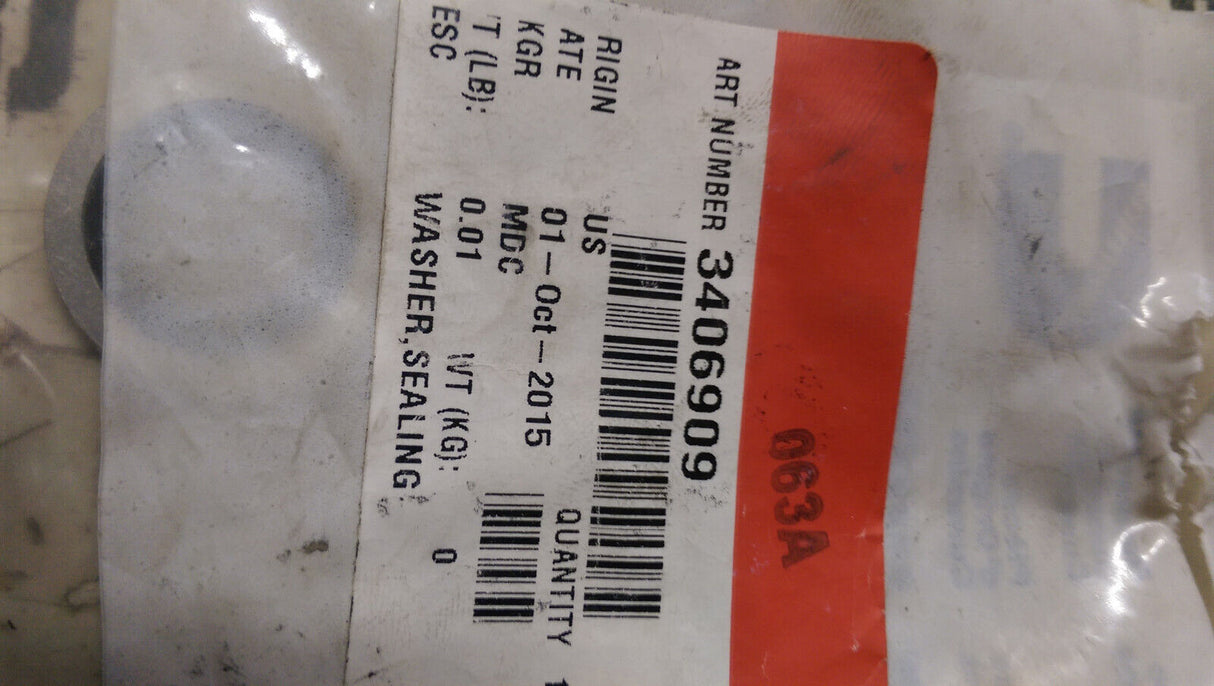 063A
ART NUMBER 3406909
RIGIN US
ATE 01-Oct-2015 QUANTITY 1
KGR MDC
T (LB): 0.01 WT (KG): 0
ESC WASHER,SEALING